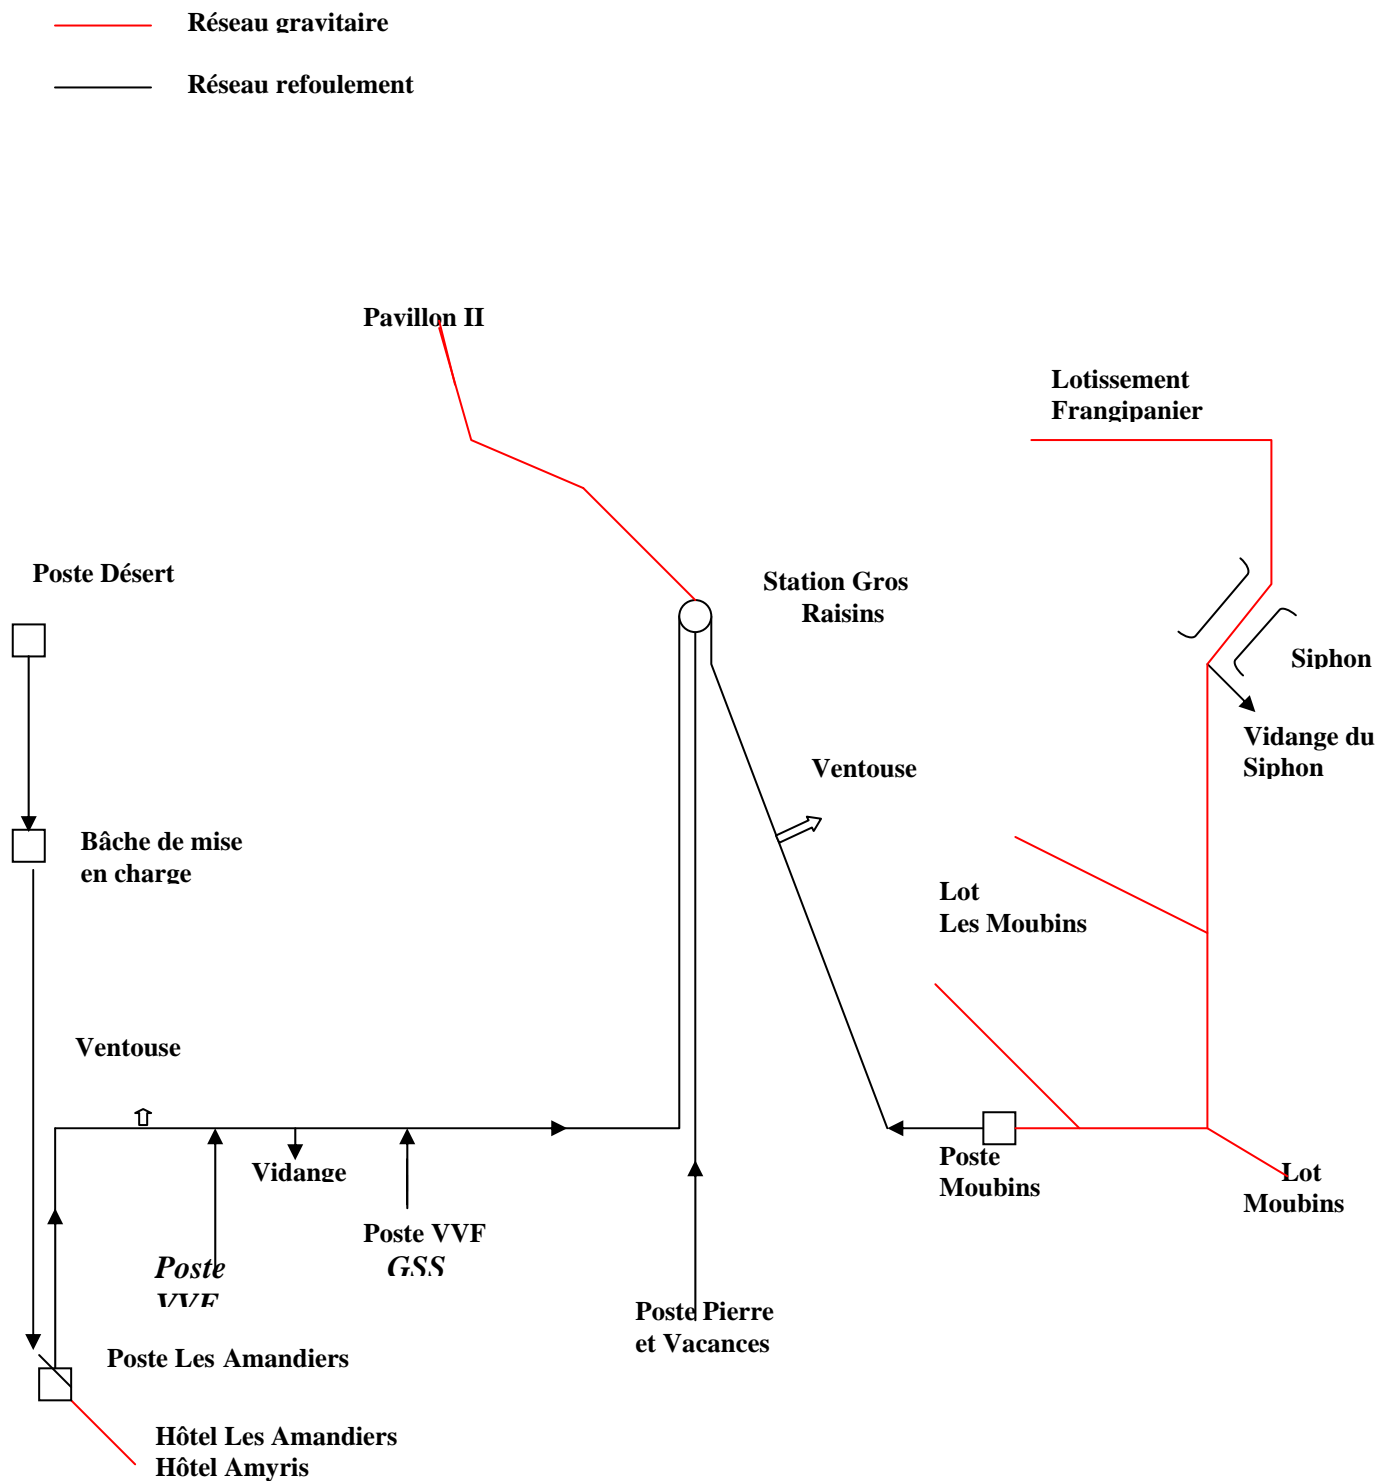 Réseau gravitaire
Réseau refoulement
Pavillon II
Lotissement
Frangipanier
Poste Désert
Station Gros
Raisins
Siphon
Vidange du
Siphon
Ventouse
Bâche de mise
en charge
Lot
Les Moubins
Ventouse
Vidange
Poste
Moubins
Lot
Moubins
Poste VVF
GSS
Poste
VVF
Poste Pierre
et Vacances
Poste Les Amandiers
Hôtel Les Amandiers
Hôtel Amyris